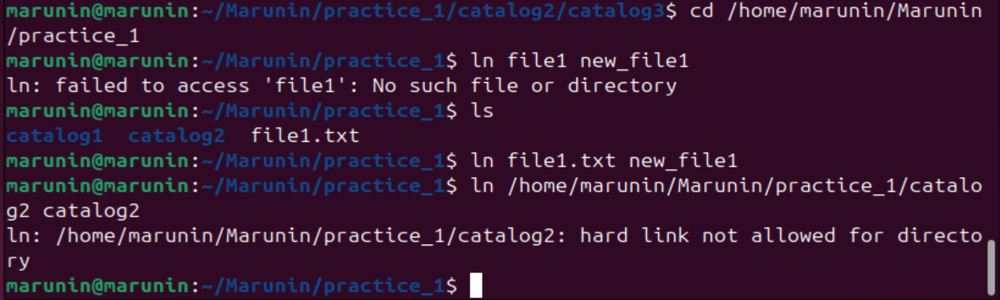 marunin@marunin:~/Marunin/practice_1/catalog2/catalog3$ cd /home/marunin/Marunin
/practice_1
marunin@marunin:~/Marunin/practice_1$ ln file1 new_file1
ln: failed to access 'file1': No such file or directory
marunin@marunin:~/Marunin/practice_1$ ls
catalog1  catalog2  file1.txt
marunin@marunin:~/Marunin/practice_1$ ln file1.txt new_file1
marunin@marunin:~/Marunin/practice_1$ ln /home/marunin/Marunin/practice_1/catalo
g2 catalog2
ln: /home/marunin/Marunin/practice_1/catalog2: hard link not allowed for directo
ry
marunin@marunin:~/Marunin/practice_1$